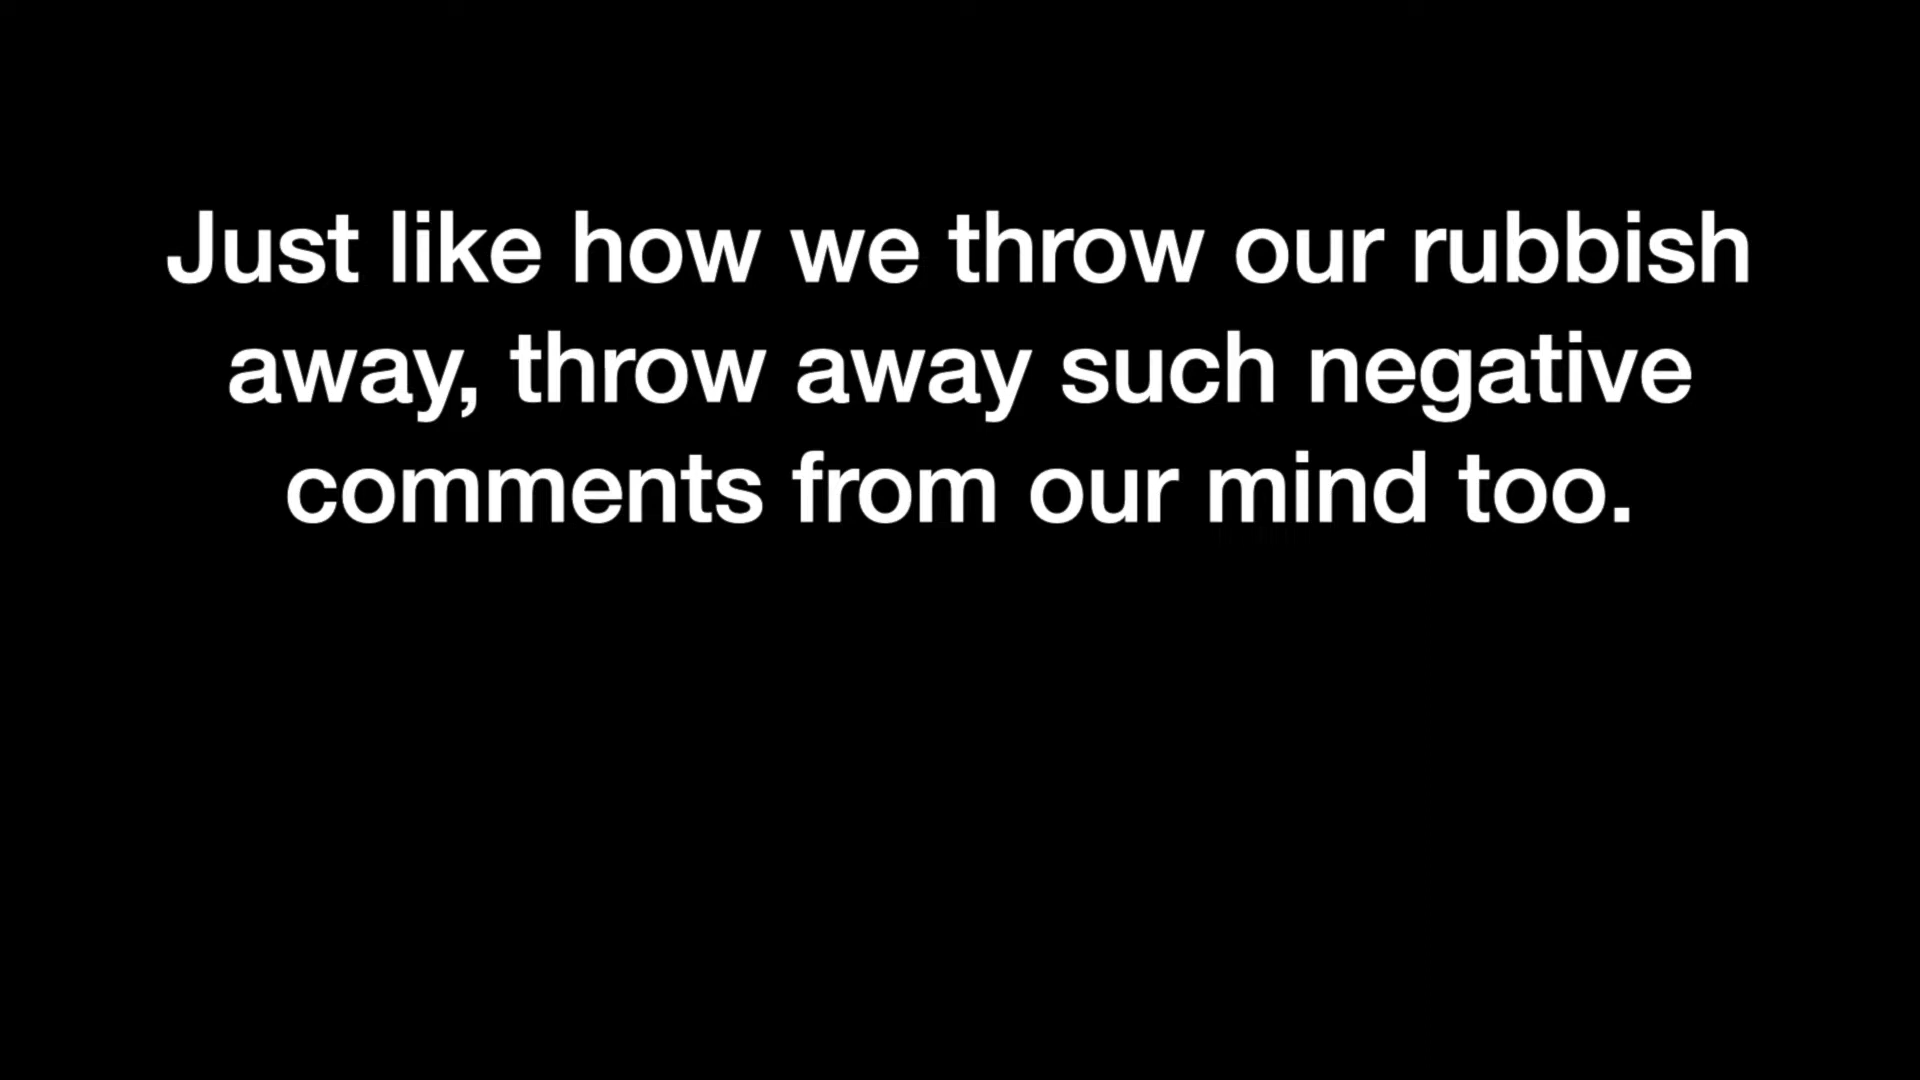 Just like how we throw our rubbish
away, throw away such negative
comments from our mind too.